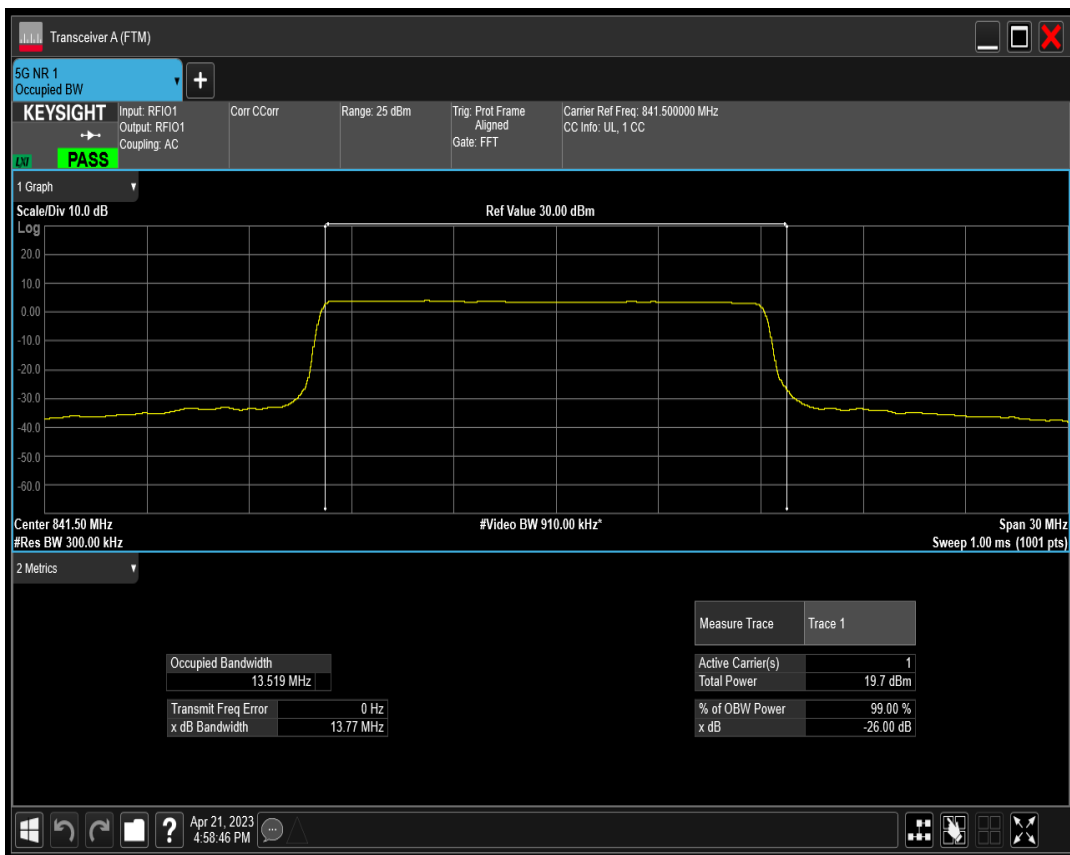 Transceiver A (FTM)
5G NR 1
Occupied BW
KEYSIGHT
LXI
PASS
Input: RFIO1
Output: RFIO1
Coupling: AC
Corr CCorr
Range: 25 dBm
Trig: Prot Frame
Aligned
Gate: FFT
Carrier Ref Freq: 841.500000 MHz
CC Info: UL, 1 CC
1 Graph
Scale/Div 10.0 dB
Ref Value 30.00 dBm
Log
20.0
10.0
0.00
-10.0
-20.0
-30.0
-40.0
-50.0
-60.0
Center 841.50 MHz
#Video BW 910.00 kHz*
Span 30 MHz
#Res BW 300.00 kHz
Sweep 1.00 ms (1001 pts)
2 Metrics
Measure Trace Trace 1
Occupied Bandwidth
13.519 MHz
Active Carrier(s) 1
Total Power 19.7 dBm
Transmit Freq Error 0 Hz
x dB Bandwidth 13.77 MHz
% of OBW Power 99.00 %
x dB -26.00 dB
?
Apr 21, 2023
4:58:46 PM